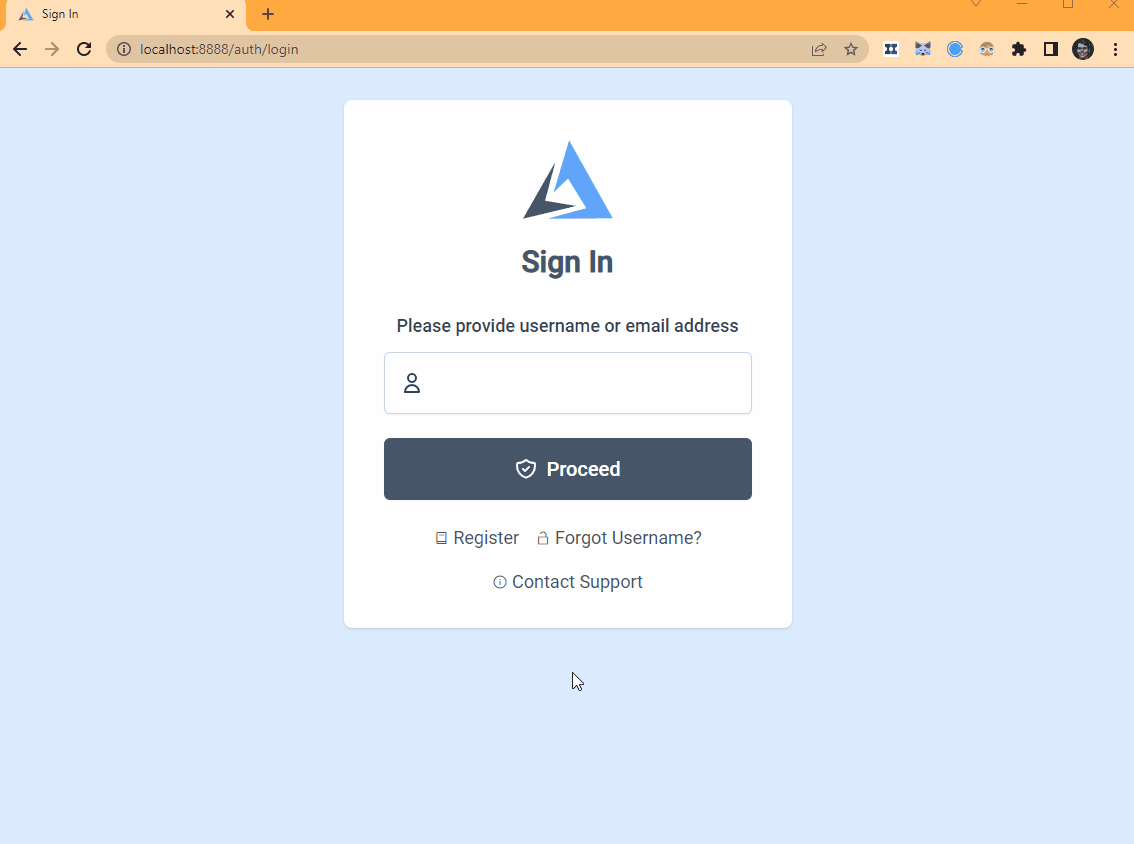 Sign In
localhost:8888/auth/login
Sign In
Please provide username or email address
Proceed
Register Forgot Username?
Contact Support